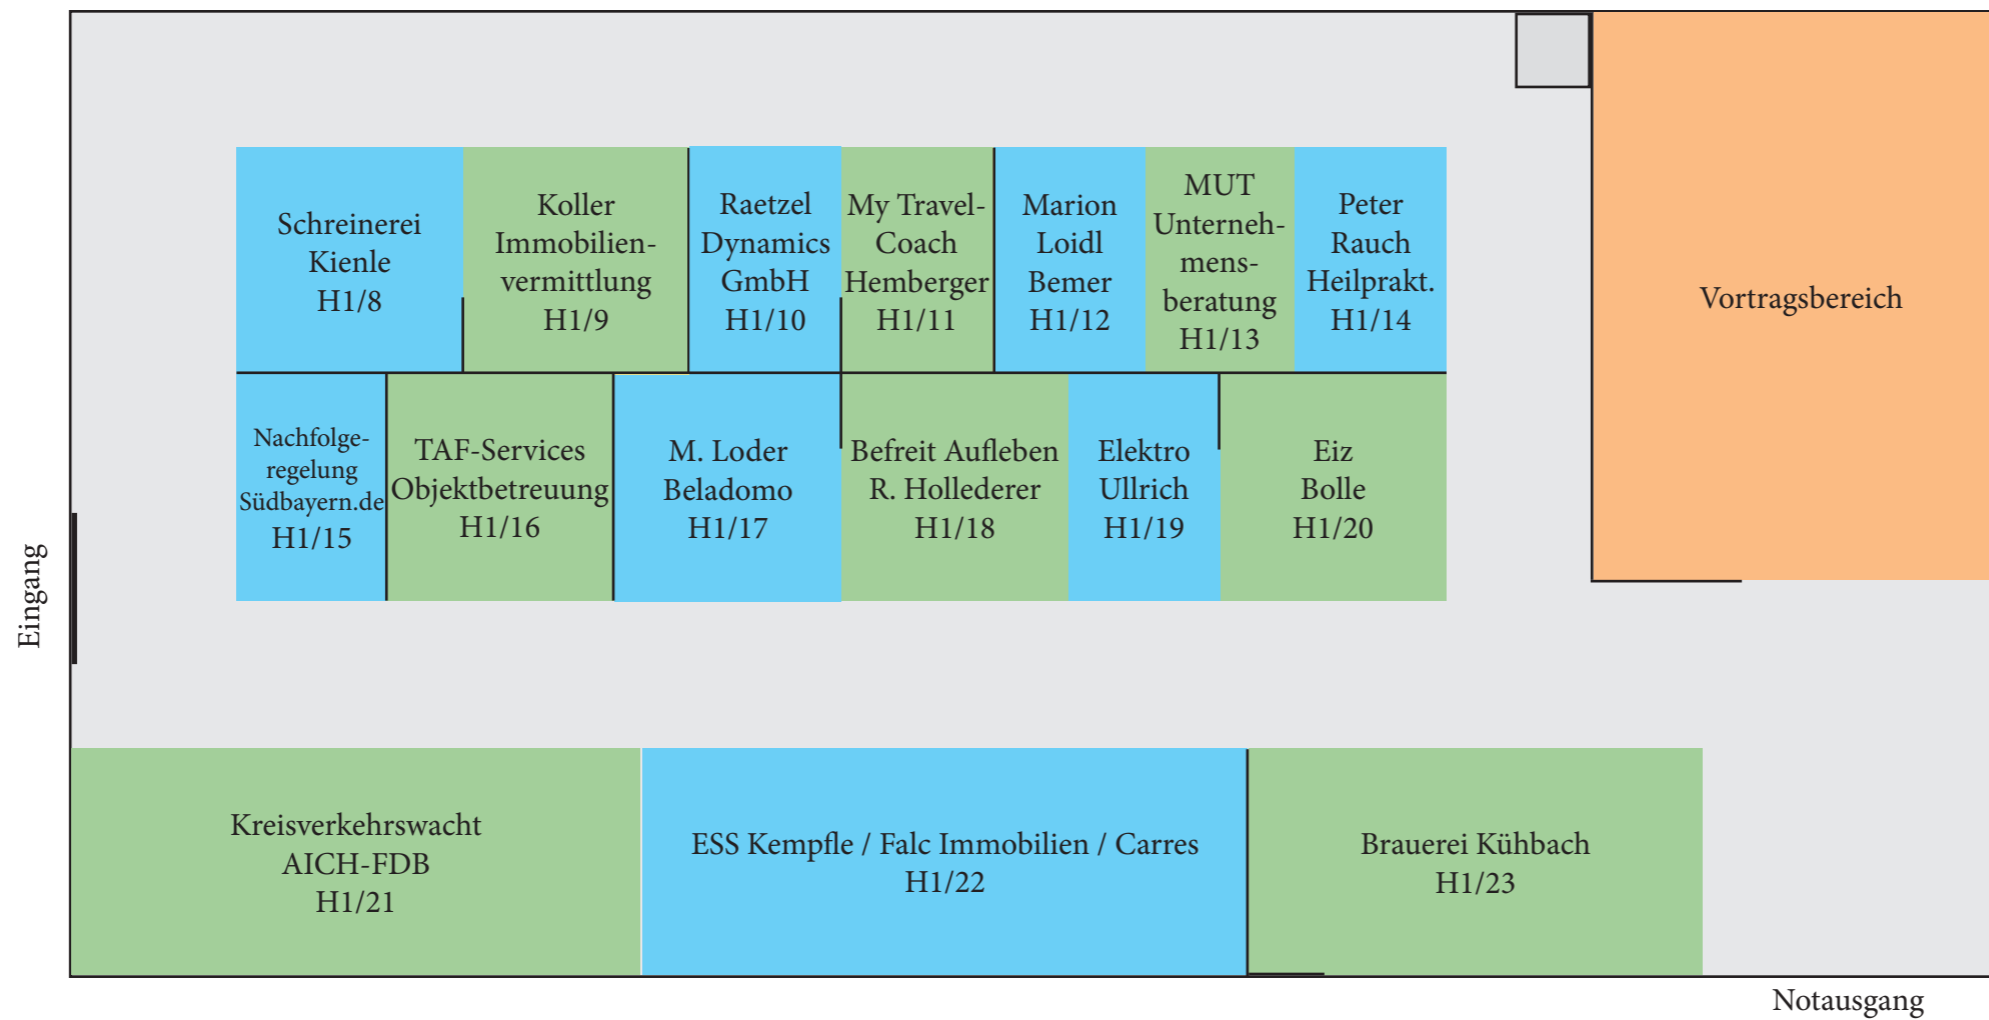 Schreinerei
Kienle
H1/8
Koller
Immobilien-
vermittlung
H1/9
Raetzel
Dynamics
GmbH
H1/10
My Travel-
Coach
Hemberger
H1/11
Marion
Loidl
Bemer
H1/12
MUT
Unterneh-
mens-
beratung
H1/13
Peter
Rauch
Heilprakt.
H1/14
Vortragsbereich
Nachfolge-
regelung
Südbayern.de
H1/15
TAF-Services
Objektbetreuung
H1/16
M. Loder
Beladomo
H1/17
Befreit Aufleben
R. Hollederer
H1/18
Elektro
Ullrich
H1/19
Eiz
Bolle
H1/20
Eingang
Kreisverkehrswacht
AICH-FDB
H1/21
ESS Kempfle / Falc Immobilien / Carres
H1/22
Brauerei Kühbach
H1/23
Notausgang